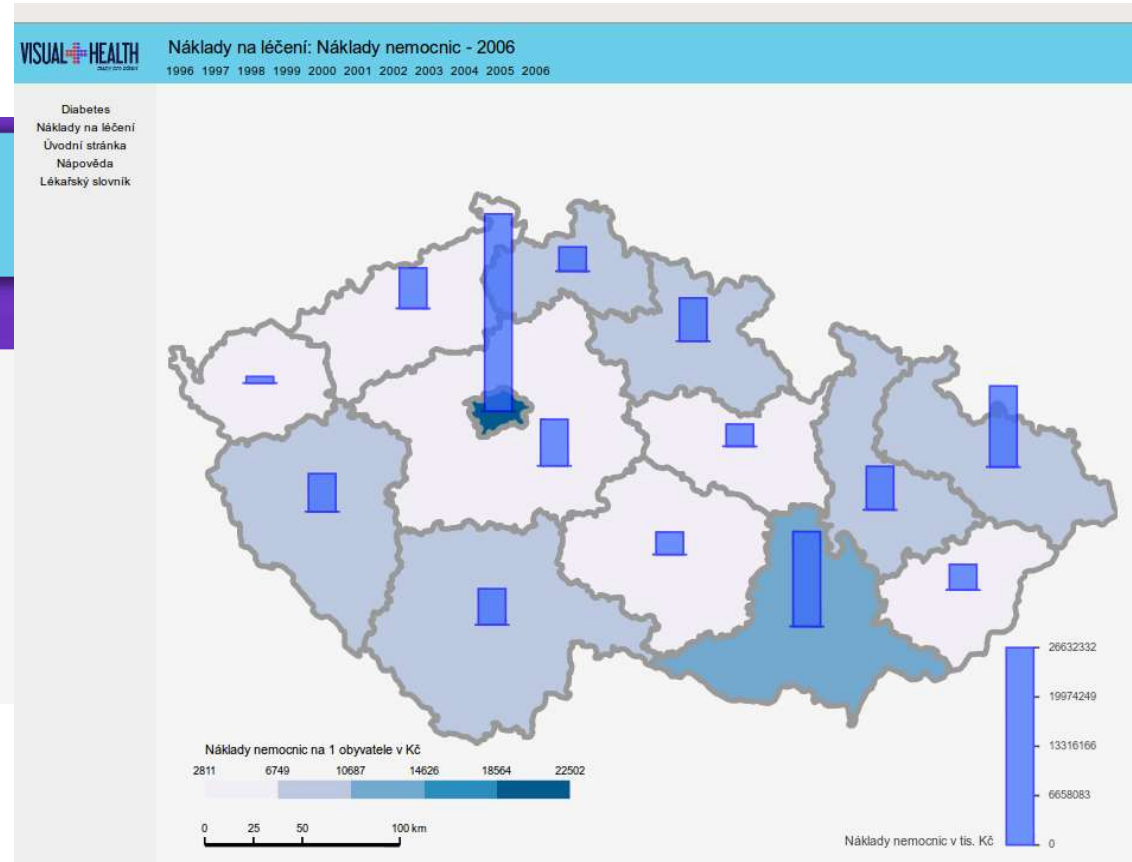 VISUAL HEALTH
Náklady na léčení: Náklady nemocnic - 2006
1996 1997 1998 1999 2000 2001 2002 2003 2004 2005 2006
Diabetes
Náklady na léčení
Úvodní stránka
Nápověda
Lékařský slovník
26632332
19974249
13316166
6658083
0
Náklady nemocnic v tis. Kč
Náklady nemocnic na 1 obyvatele v Kč
2811 6749 10687 14626 18564 22502
0 25 50 100 km